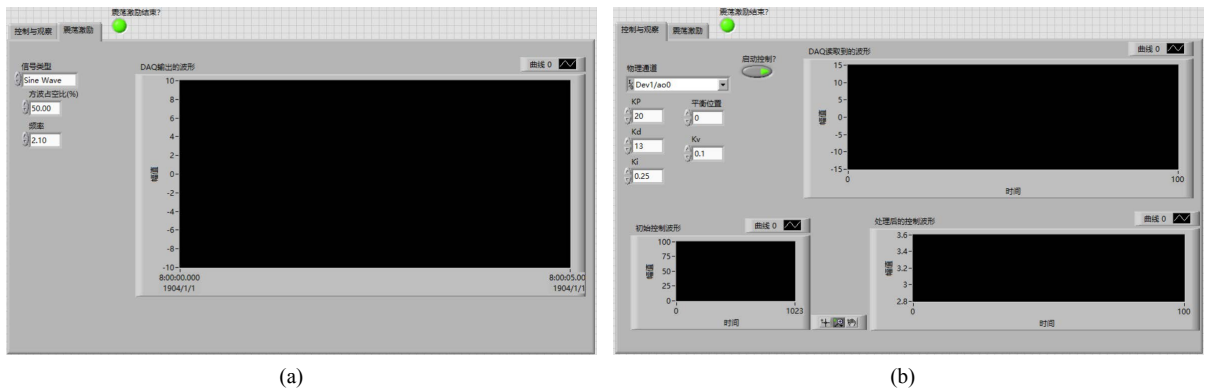 震荡激励结束?
控制与观察 震荡激励
信号类型
Sine Wave
方波占空比(%)
50.00
频率
2.10
DAQ输出的波形
曲线 0
10
8
6
4
2
0
-2
-4
-6
-8
-10
幅值
8:00:00.000
1904/1/1
8:00:05.00
1904/1/1
(a)
震荡激励结束?
控制与观察 震荡激励
物理通道
Dev1/ao0
启动控制?
KP
20
平衡位置
0
Kd
13
Kv
0.1
Ki
0.25
DAQ读取到的波形
曲线 0
15
10
5
0
-5
-10
-15
幅值
0 100
时间
初始控制波形
曲线 0
100
75
50
25
0
幅值
0 1023
时间
处理后的控制波形
曲线 0
3.6
3.4
3.2
3
2.8
幅值
0 100
时间
(b)